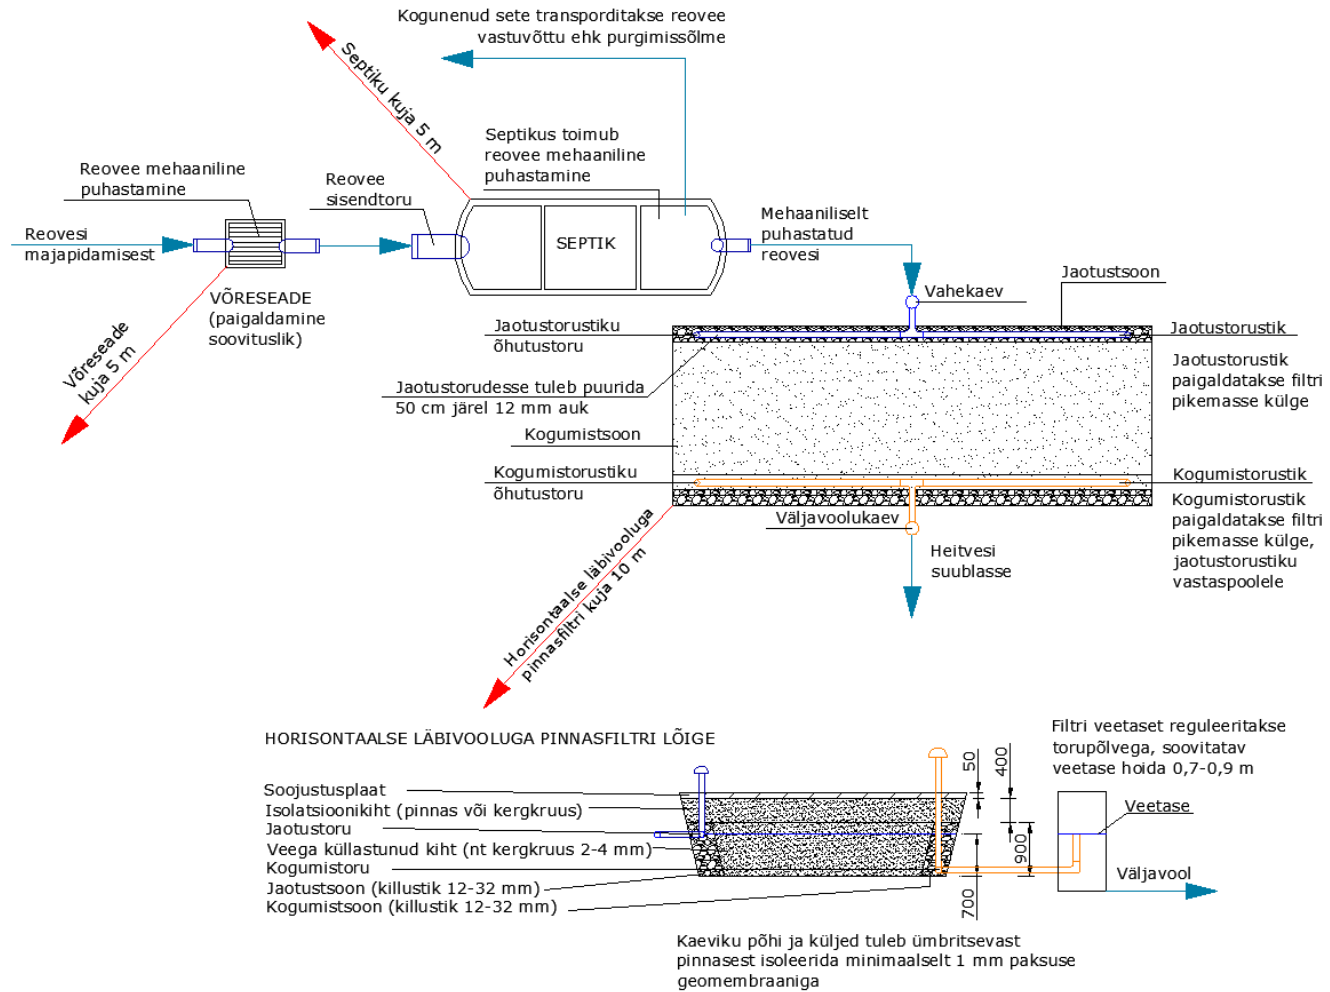 Kogunenud sete transporditakse reovee
vastuvõttu ehk purgimissõlme
Septiku kuja 5 m
Septikus toimub
reovee mehaaniline
puhastamine
Reovee mehaaniline
puhastamine
Reovee
sisendtoru
Reovesi
majapidamisest
SEPTIK
Mehaaniliselt
puhastatud
reovesi
VÕRESEADE
(paigaldamine
soovituslik)
Võreseade
kuja 5 m
Vahekaev
Jaotustsoon
Jaotustorustiku
õhutustoru
Jaotustorustik
Jaotustorustik
paigaldatakse filtri
pikemasse külge
Jaotustorudesse tuleb puurida
50 cm järel 12 mm auk
Kogumistsoon
Kogumistorustiku
õhutustoru
Kogumistorustik
Kogumistorustik
paigaldatakse filtri
pikemasse külge,
jaotustorustiku
vastaspoolele
Väljavoolukaev
Heitvesi
suublasse
Horisontaalse läbivooluga
pinnasfiltri kuja 10 m
HORISONTAALSE LÄBIVOOLUGA PINNASFILTRI LÕIGE
Filtri veetaset reguleeritakse
torupõlvega, soovitatav
veetase hoida 0,7-0,9 m
Soojustusplaat
Isolatsioonikiht (pinnas või kergkruus)
Jaotustoru
Veega küllastunud kiht (nt kergkruus 2-4 mm)
Kogumistoru
Jaotustsoon (killustik 12-32 mm)
Kogumistsoon (killustik 12-32 mm)
50
400
900
700
Veetase
Väljavool
Kaeviku põhi ja küljed tuleb ümbritsevast
pinnasest isoleerida minimaalselt 1 mm paksuse
geomembraaniga